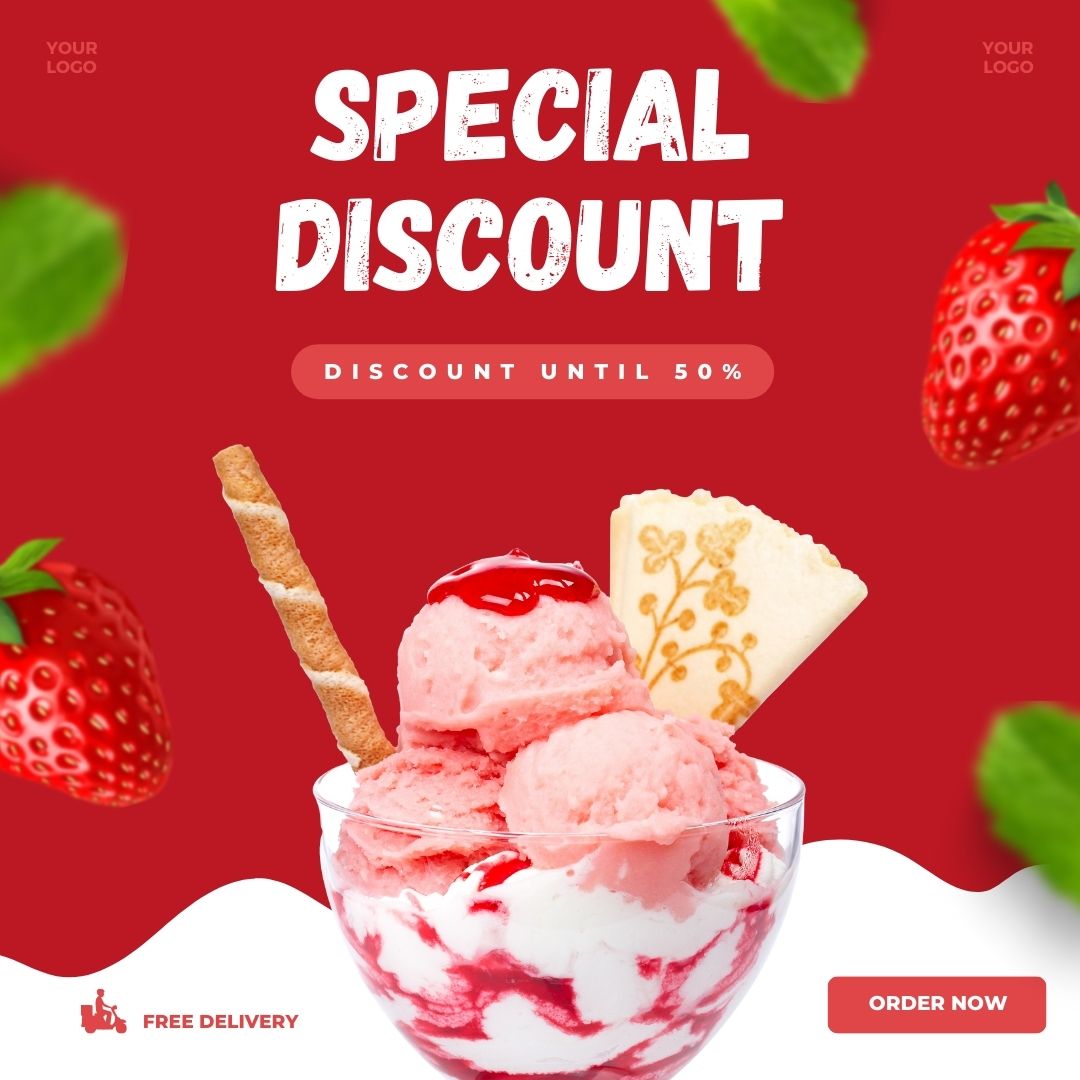 YOUR
LOGO
YOUR
LOGO
SPECIAL
DISCOUNT
DISCOUNT UNTIL 50%
FREE DELIVERY
ORDER NOW